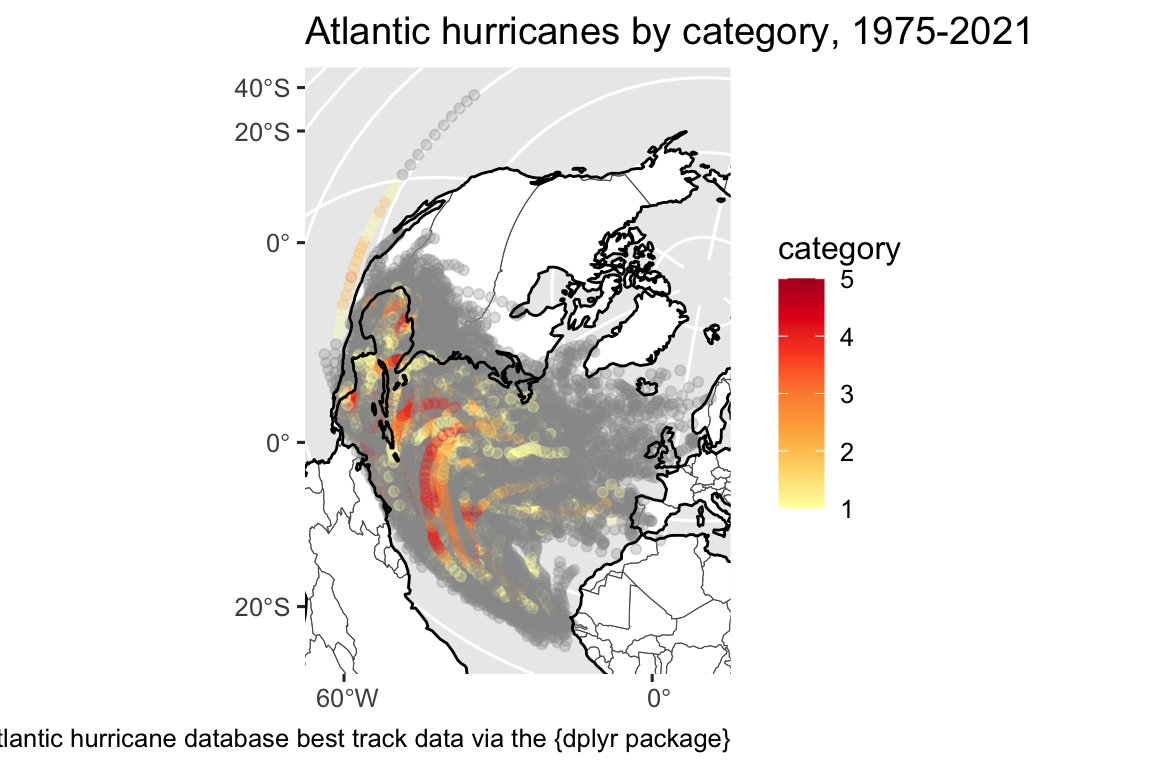 Atlantic hurricanes by category, 1975-2021
40°S
20°S
0°
0°
20°S
60°W
0°
category
5
4
3
2
1
hurricane database best track data via the {dplyr package}